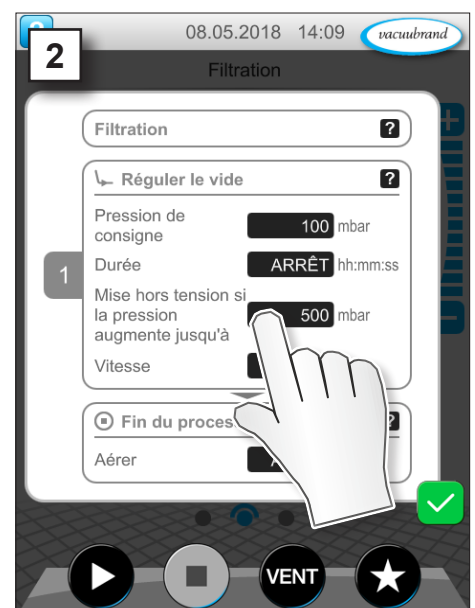 08.05.2018 14:09 vacuubrand
2
Filtration
Filtration ?
Réguler le vide ?
Pression de
consigne
100 mbar
1
Durée ARRÊT hh:mm:ss
Mise hors tension si
la pression
augmente jusqu'à
500 mbar
Vitesse
Fin du proces ?
Aérer
VENT